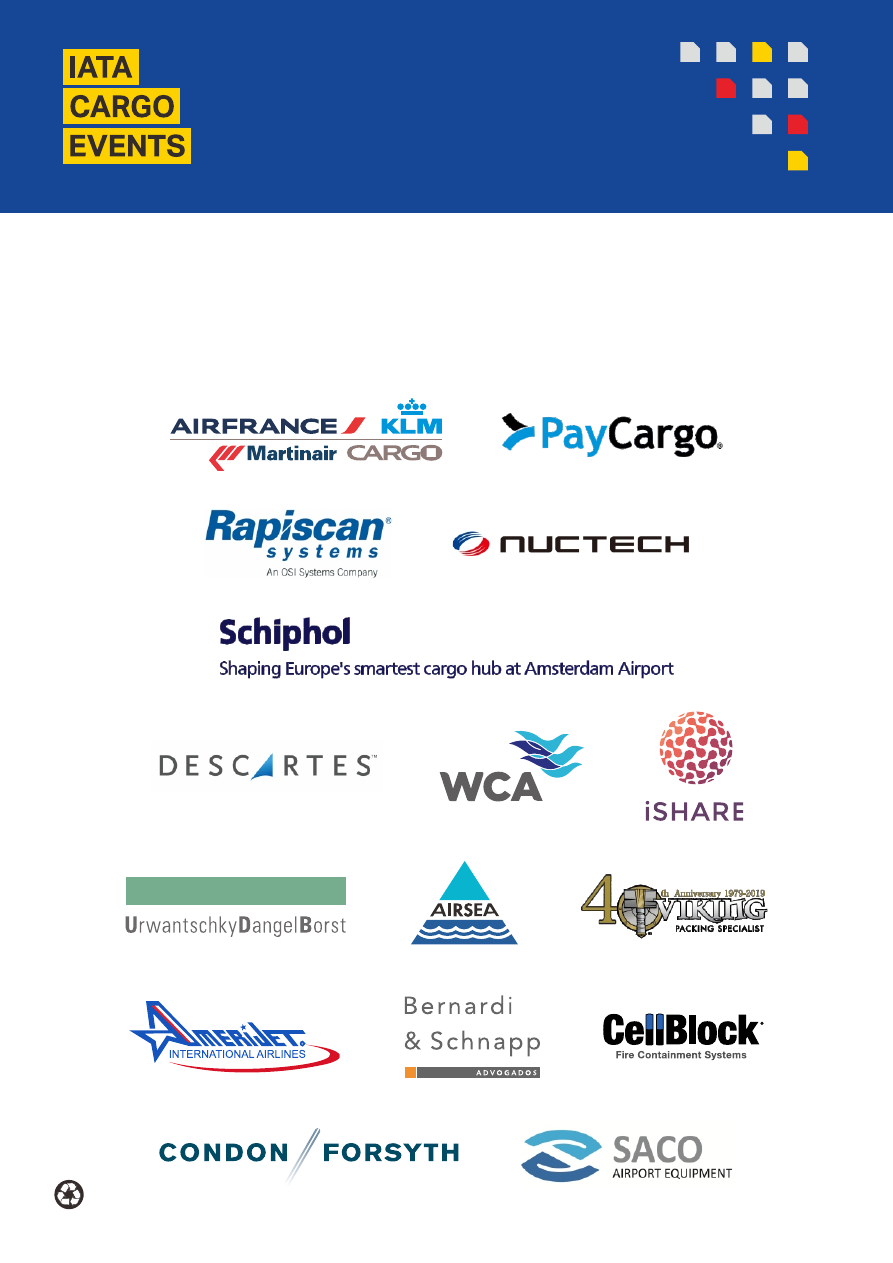 IATA
CARGO
EVENTS
AIRFRANCE KLM
Martinair CARGO
PayCargo®
Rapiscan®
systems
An OSI Systems Company
NUCTECH
Schiphol
Shaping Europe's smartest cargo hub at Amsterdam Airport
DESCARTES™
WCA
iSHARE
UrwantschkyDangelBorst
AIRSEA
40th Anniversary 1979-2019
VIKING
PACKING SPECIALIST
AMERIJET.
INTERNATIONAL AIRLINES
Bernardi
& Schnapp
ADVOGADOS
CellBlock
Fire Containment Systems
CONDON FORSYTH
SACO
AIRPORT EQUIPMENT